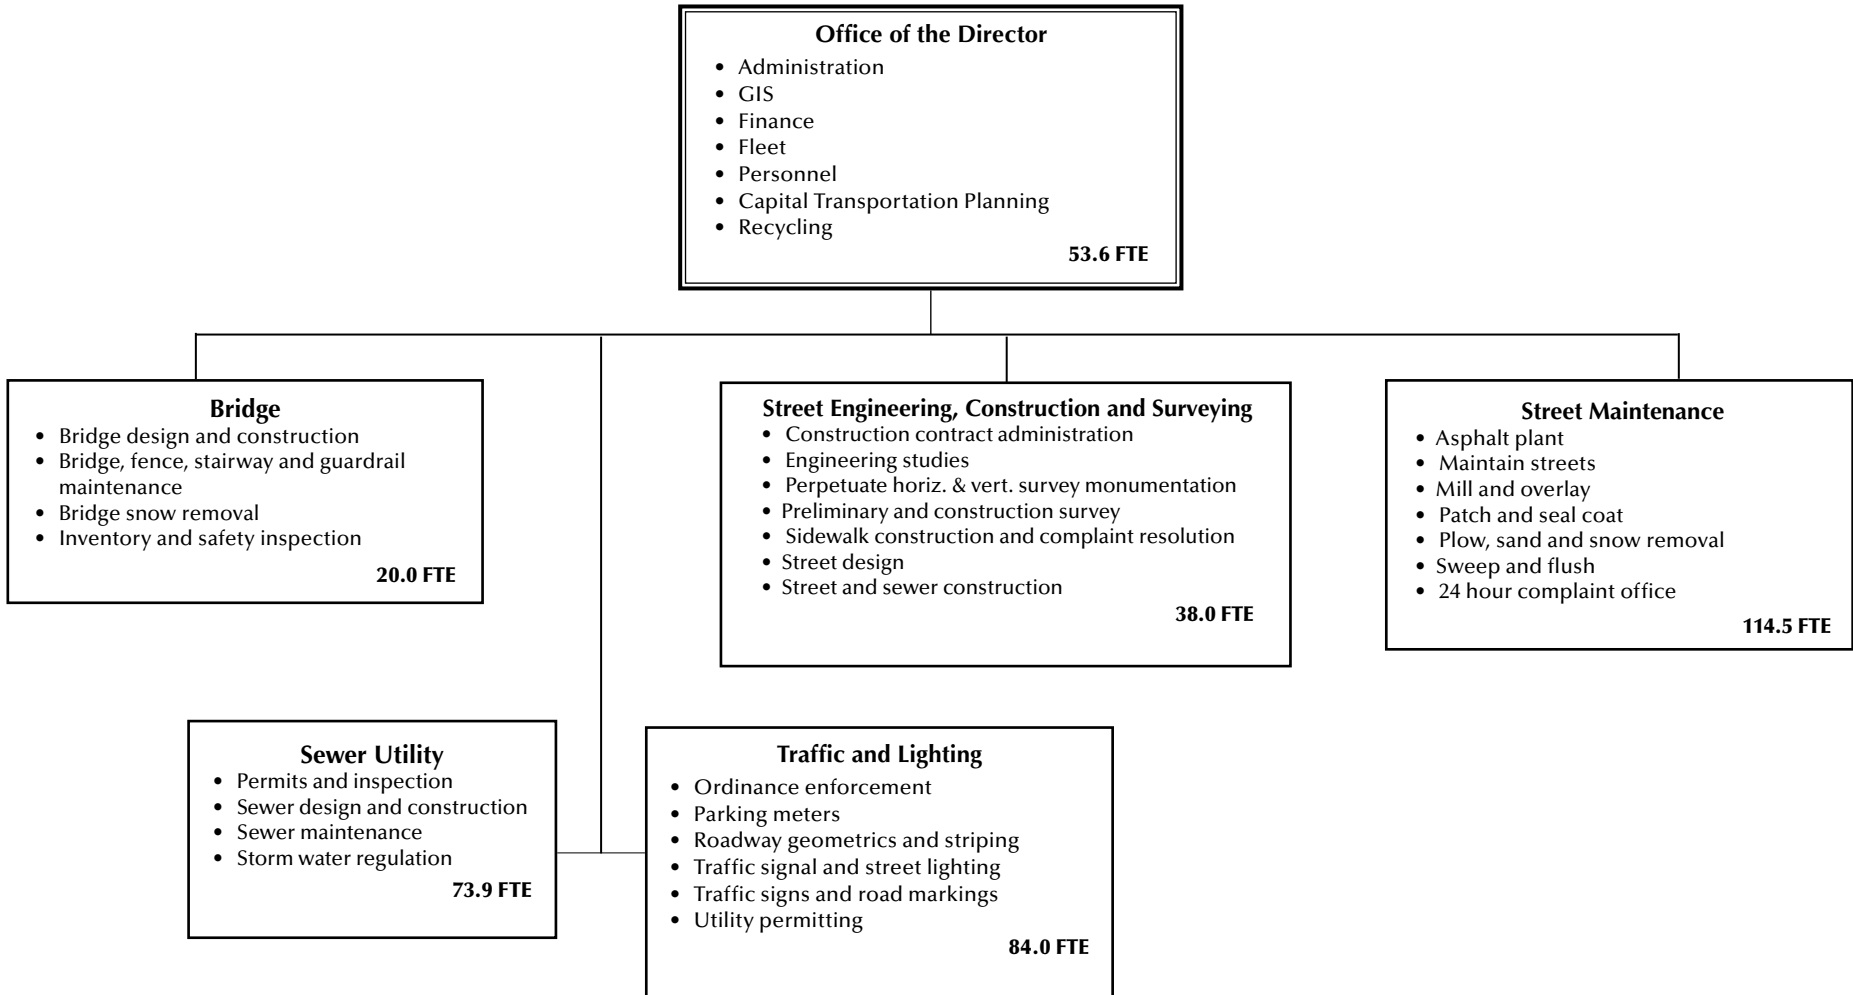 Office of the Director
• Administration
• GIS
• Finance
• Fleet
• Personnel
• Capital Transportation Planning
• Recycling
53.6 FTE
Bridge
• Bridge design and construction
• Bridge, fence, stairway and guardrail
maintenance
• Bridge snow removal
• Inventory and safety inspection
20.0 FTE
Street Engineering, Construction and Surveying
• Construction contract administration
• Engineering studies
• Perpetuate horiz. & vert. survey monumentation
• Preliminary and construction survey
• Sidewalk construction and complaint resolution
• Street design
• Street and sewer construction
38.0 FTE
Street Maintenance
• Asphalt plant
• Maintain streets
• Mill and overlay
• Patch and seal coat
• Plow, sand and snow removal
• Sweep and flush
• 24 hour complaint office
114.5 FTE
Sewer Utility
• Permits and inspection
• Sewer design and construction
• Sewer maintenance
• Storm water regulation
73.9 FTE
Traffic and Lighting
• Ordinance enforcement
• Parking meters
• Roadway geometrics and striping
• Traffic signal and street lighting
• Traffic signs and road markings
• Utility permitting
84.0 FTE